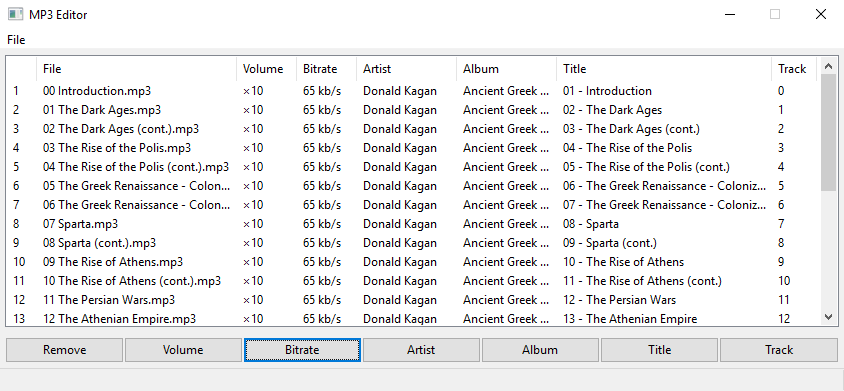 MP3 Editor
File
File Volume Bitrate Artist Album Title Track
1 00 Introduction.mp3 ×10 65 kb/s Donald Kagan Ancient Greek ... 01 - Introduction 0
2 01 The Dark Ages.mp3 ×10 65 kb/s Donald Kagan Ancient Greek ... 02 - The Dark Ages 1
3 02 The Dark Ages (cont.).mp3 ×10 65 kb/s Donald Kagan Ancient Greek ... 03 - The Dark Ages (cont.) 2
4 03 The Rise of the Polis.mp3 ×10 65 kb/s Donald Kagan Ancient Greek ... 04 - The Rise of the Polis 3
5 04 The Rise of the Polis (cont.).mp3 ×10 65 kb/s Donald Kagan Ancient Greek ... 05 - The Rise of the Polis (cont.) 4
6 05 The Greek Renaissance - Colon... ×10 65 kb/s Donald Kagan Ancient Greek ... 06 - The Greek Renaissance - Coloniz... 5
7 06 The Greek Renaissance - Colon... ×10 65 kb/s Donald Kagan Ancient Greek ... 07 - The Greek Renaissance - Coloniz... 6
8 07 Sparta.mp3 ×10 65 kb/s Donald Kagan Ancient Greek ... 08 - Sparta 7
9 08 Sparta (cont.).mp3 ×10 65 kb/s Donald Kagan Ancient Greek ... 09 - Sparta (cont.) 8
10 09 The Rise of Athens.mp3 ×10 65 kb/s Donald Kagan Ancient Greek ... 10 - The Rise of Athens 9
11 10 The Rise of Athens (cont.).mp3 ×10 65 kb/s Donald Kagan Ancient Greek ... 11 - The Rise of Athens (cont.) 10
12 11 The Persian Wars.mp3 ×10 65 kb/s Donald Kagan Ancient Greek ... 12 - The Persian Wars 11
13 12 The Athenian Empire.mp3 ×10 65 kb/s Donald Kagan Ancient Greek ... 13 - The Athenian Empire 12
Remove Volume Bitrate Artist Album Title Track